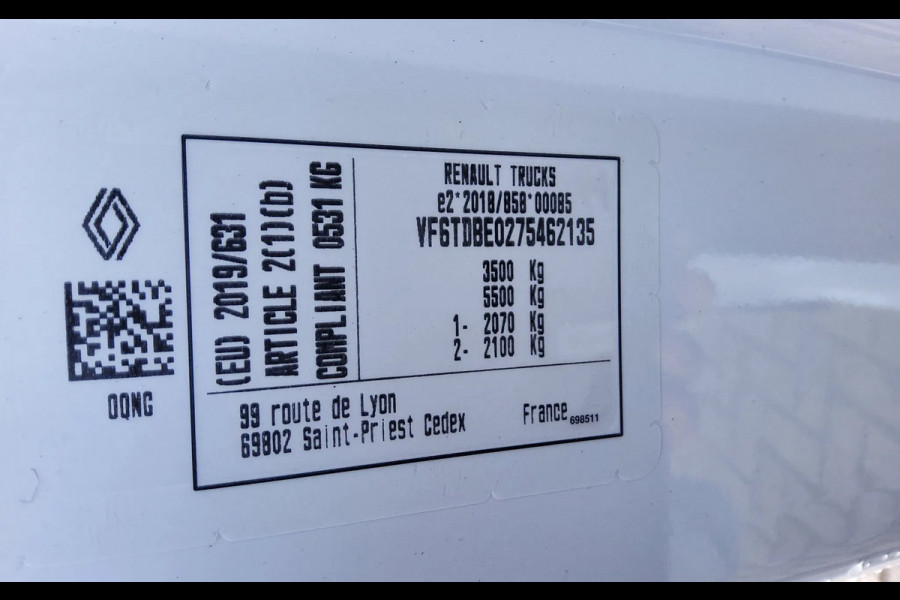 (EU) 2019/631
ARTICLE 2(1)(b)
COMPLIANT 0531 KG
RENAULT TRUCKS
e2*2018/858*00085
VF6TDBE0275462135
3500 Kg
5500 Kg
1- 2070 Kg
2- 2100 Kg
0QNG
99 route de Lyon
69802 Saint-Priest Cedex
France 698511